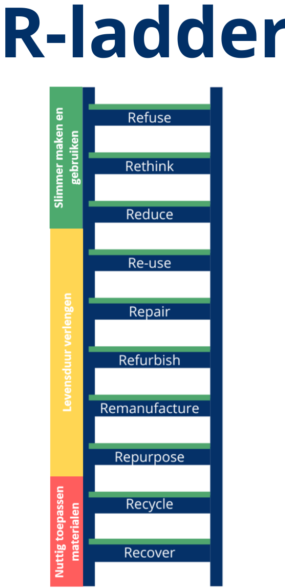 R-ladder
Slimmer maken en
gebruiken
Refuse
Rethink
Reduce
Levensduur verlengen
Re-use
Repair
Refurbish
Remanufacture
Repurpose
Nuttig toepassen
materialen
Recycle
Recover